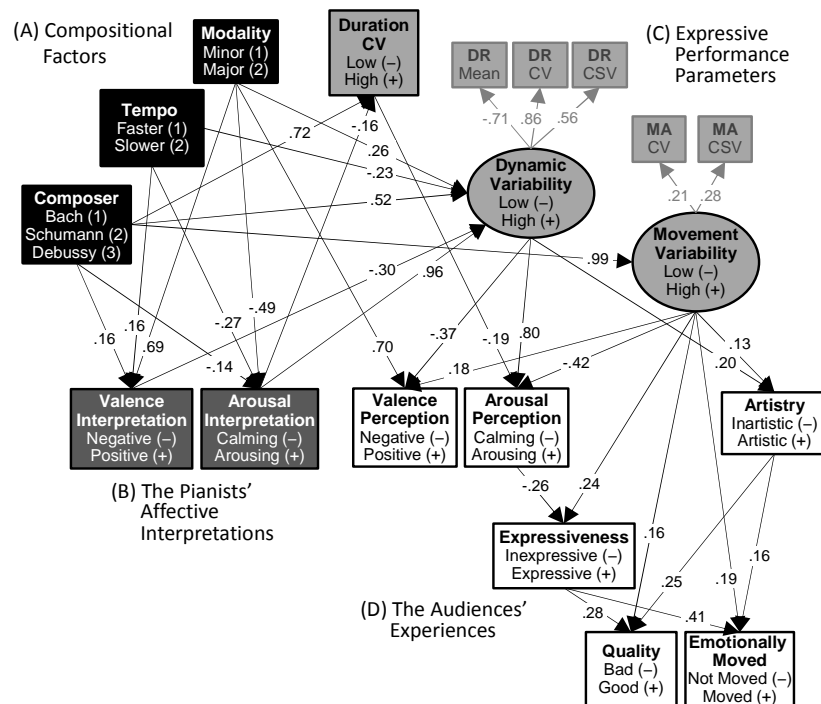 (A) Compositional
Factors
Modality
Minor (1)
Major (2)
Duration
CV
Low (–)
High (+)
DR
Mean
DR
CV
DR
CSV
(C) Expressive
Performance
Parameters
Tempo
Faster (1)
Slower (2)
-.71
.86
.56
MA
CV
MA
CSV
.72
-.16
.26
-.23
.52
Dynamic
Variability
Low (–)
High (+)
.21
.28
Composer
Bach (1)
Schumann (2)
Debussy (3)
Movement
Variability
Low (–)
High (+)
.99
-.30
.96
.16
.16
.69
-.27
-.49
-.14
.70
-.37
-.19
.80
.18
-.42
.13
.20
Valence
Interpretation
Negative (–)
Positive (+)
Arousal
Interpretation
Calming (–)
Arousing (+)
Valence
Perception
Negative (–)
Positive (+)
Arousal
Perception
Calming (–)
Arousing (+)
Artistry
Inartistic (–)
Artistic (+)
(B) The Pianists’
Affective
Interpretations
-.26
.24
Expressiveness
Inexpressive (–)
Expressive (+)
.16
.25
.19
.16
(D) The Audiences’
Experiences
.28
.41
Quality
Bad (–)
Good (+)
Emotionally
Moved
Not Moved (–)
Moved (+)